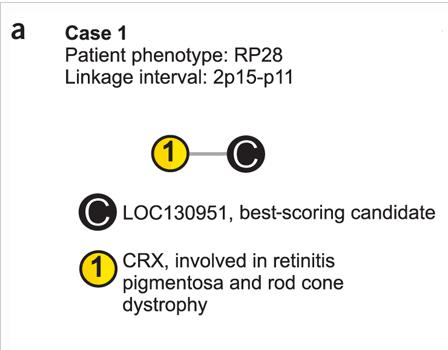 a
Case 1
Patient phenotype: RP28
Linkage interval: 2p15-p11
1 C
C LOC130951, best-scoring candidate
1 CRX, involved in retinitis
pigmentosa and rod cone
dystrophy